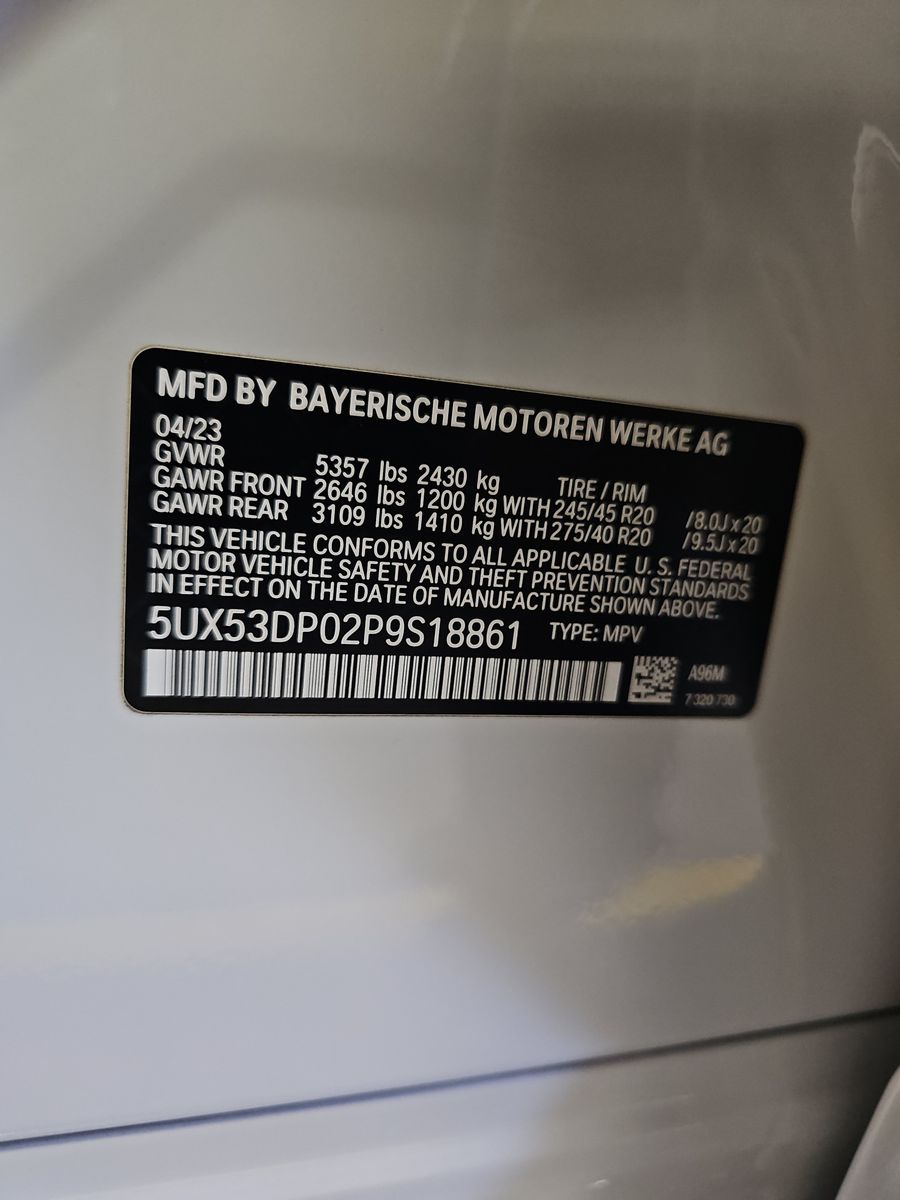 MFD BY BAYERISCHE MOTOREN WERKE AG
04/23
GVWR 5357 lbs 2430 kg TIRE / RIM
GAWR FRONT 2646 lbs 1200 kg WITH 245/45 R20 /8.0J x 20
GAWR REAR 3109 lbs 1410 kg WITH 275/40 R20 /9.5J x 20
THIS VEHICLE CONFORMS TO ALL APPLICABLE U. S. FEDERAL
MOTOR VEHICLE SAFETY AND THEFT PREVENTION STANDARDS
IN EFFECT ON THE DATE OF MANUFACTURE SHOWN ABOVE.
5UX53DP02P9S18861 TYPE: MPV
A96M
7 320 730